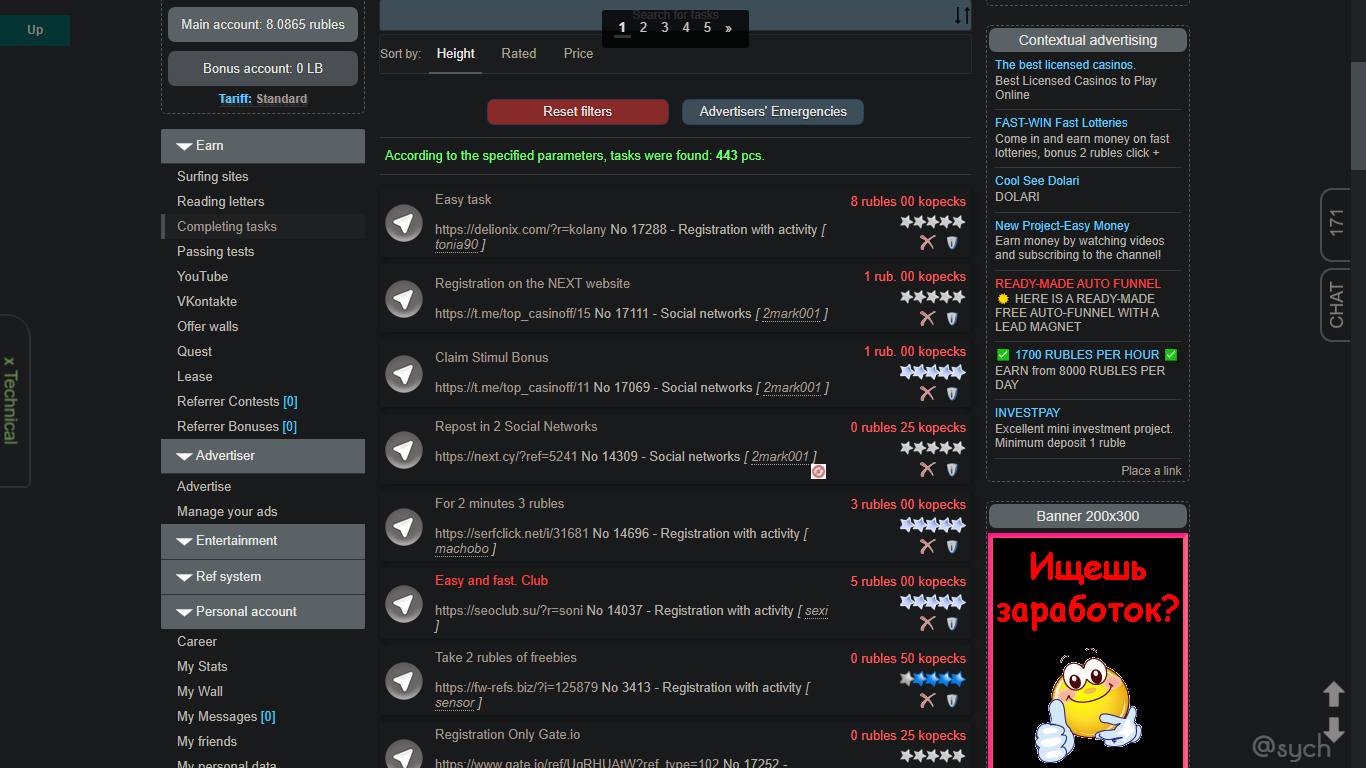 Up
Main account: 8.0865 rubles
Bonus account: 0 LB
Tariff: Standard
Earn
Surfing sites
Reading letters
Completing tasks
Passing tests
YouTube
VKontakte
Offer walls
Quest
Lease
Referrer Contests [0]
Referrer Bonuses [0]
Advertiser
Advertise
Manage your ads
Entertainment
Ref system
Personal account
Career
My Stats
My Wall
My Messages [0]
My friends
My personal data
x Technical
Search for tasks
1 2 3 4 5 »
Sort by: Height Rated Price
Reset filters
Advertisers' Emergencies
According to the specified parameters, tasks were found: 443 pcs.
Easy task
8 rubles 00 kopecks
https://delionix.com/?r=kolany No 17288 - Registration with activity [
tonia90 ]
Registration on the NEXT website
1 rub. 00 kopecks
https://t.me/top_casinoff/15 No 17111 - Social networks [ 2mark001 ]
Claim Stimul Bonus
1 rub. 00 kopecks
https://t.me/top_casinoff/11 No 17069 - Social networks [ 2mark001 ]
Repost in 2 Social Networks
0 rubles 25 kopecks
https://next.cy/?ref=5241 No 14309 - Social networks [ 2mark001 ]
For 2 minutes 3 rubles
3 rubles 00 kopecks
https://serfclick.net/i/31681 No 14696 - Registration with activity [
machobo ]
Easy and fast. Club
5 rubles 00 kopecks
https://seoclub.su/?r=soni No 14037 - Registration with activity [ sexi
]
Take 2 rubles of freebies
0 rubles 50 kopecks
https://fw-refs.biz/?i=125879 No 3413 - Registration with activity [
sensor ]
Registration Only Gate.io
0 rubles 25 kopecks
https://www.gate.io/ref/UgRHUAtW?ref_type=102 No 17252 -
Contextual advertising
The best licensed casinos.
Best Licensed Casinos to Play
Online
FAST-WIN Fast Lotteries
Come in and earn money on fast
lotteries, bonus 2 rubles click +
Cool See Dolari
DOLARI
New Project-Easy Money
Earn money by watching videos
and subscribing to the channel!
READY-MADE AUTO FUNNEL
HERE IS A READY-MADE
FREE AUTO-FUNNEL WITH A
LEAD MAGNET
✅ 1700 RUBLES PER HOUR ✅
EARN from 8000 RUBLES PER
DAY
INVESTPAY
Excellent mini investment project.
Minimum deposit 1 ruble
Place a link
Banner 200x300
Ищешь
заработок?
171
CHAT
@sych